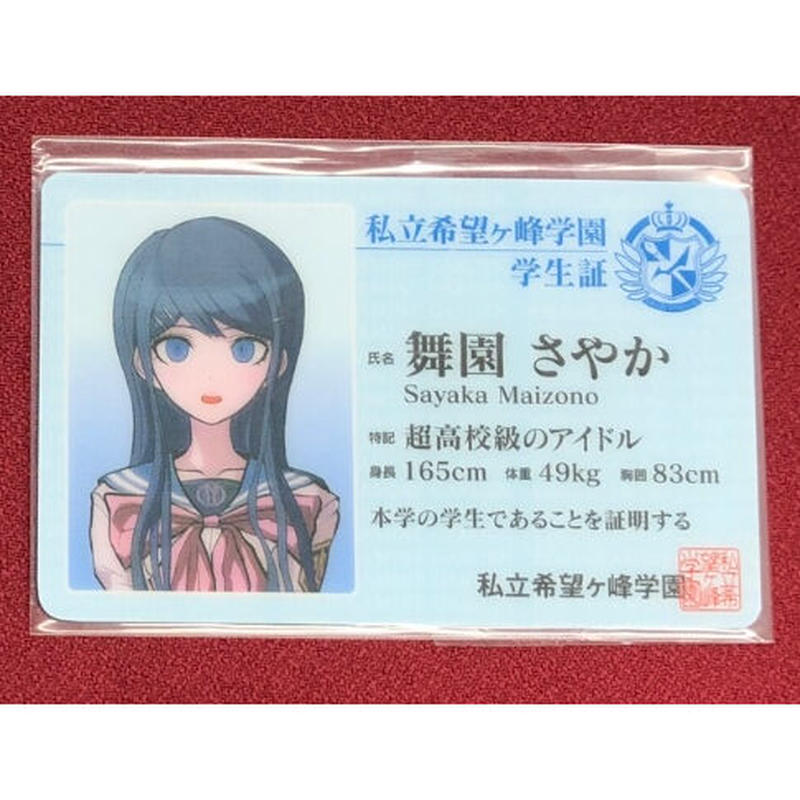 私立希望ヶ峰学園
学生証
氏名 舞園 さやか
Sayaka Maizono
特記 超高校級のアイドル
身長 165cm 体重 49kg 胸囲 83cm
本学の学生であることを証明する
私立希望ヶ峰学園